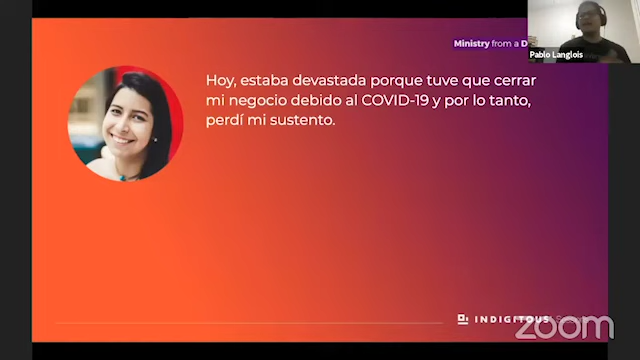 Ministry from a D
Pablo Langlois
Hoy, estaba devastada porque tuve que cerrar
mi negocio debido al COVID-19 y por lo tanto,
perdí mi sustento.
INDIGITOUS
zoom